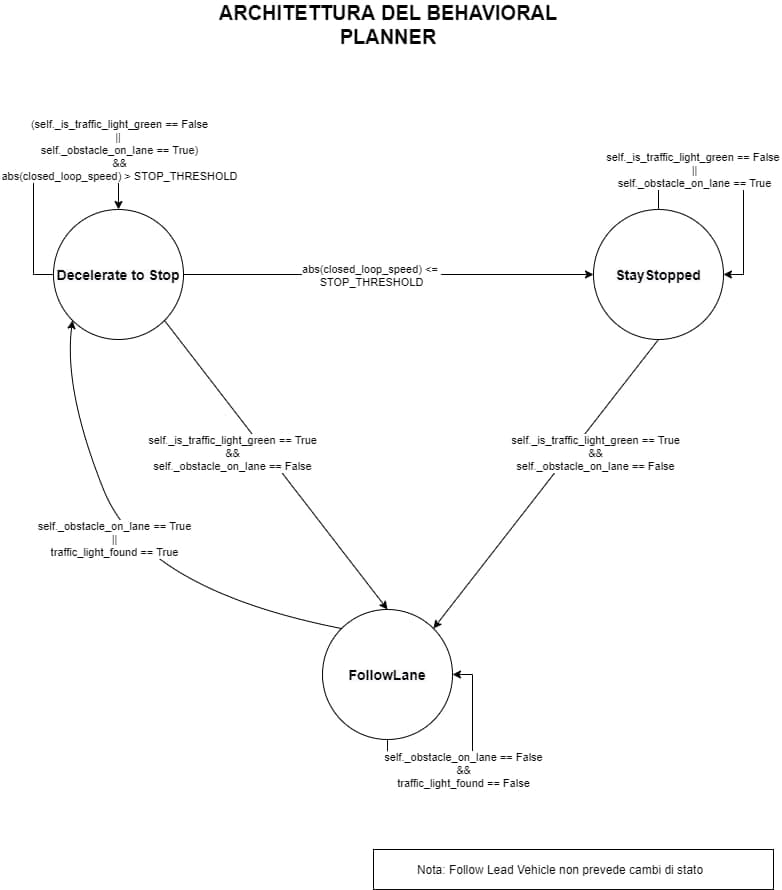 ARCHITETTURA DEL BEHAVIORAL
PLANNER
(self._is_traffic_light_green == False
||
self._obstacle_on_lane == True)
&&
abs(closed_loop_speed) > STOP_THRESHOLD
self._is_traffic_light_green == False
||
self._obstacle_on_lane == True
Decelerate to Stop
abs(closed_loop_speed) <=
STOP_THRESHOLD
StayStopped
self._is_traffic_light_green == True
&&
self._obstacle_on_lane == False
self._is_traffic_light_green == True
&&
self._obstacle_on_lane == False
self._obstacle_on_lane == True
||
traffic_light_found == True
FollowLane
self._obstacle_on_lane == False
&&
traffic_light_found == False
Nota: Follow Lead Vehicle non prevede cambi di stato